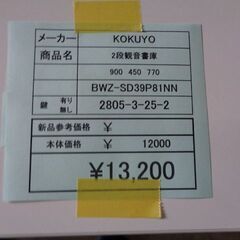 メーカー KOKUYO
商品名 2段観音書庫
900 450 770
BWZ-SD39P81NN
鍵 有り 無し 2805-3-25-2
新品参考価格 ¥
本体価格 ¥ 12000
¥13,200